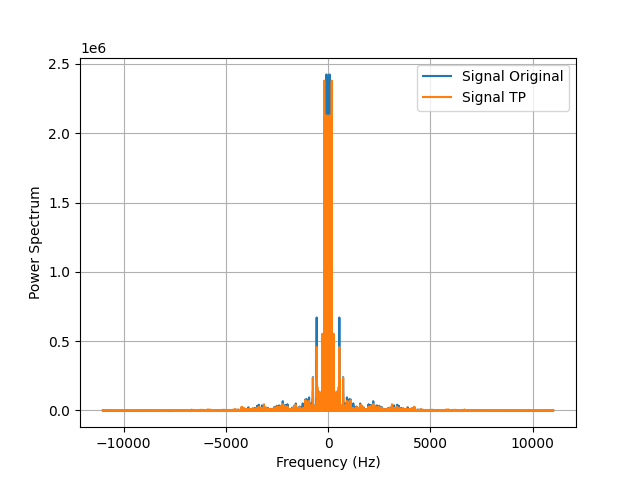 1e6
2.5
2.0
1.5
1.0
0.5
0.0
Power Spectrum
Signal Original
Signal TP
−10000 −5000 0 5000 10000
Frequency (Hz)